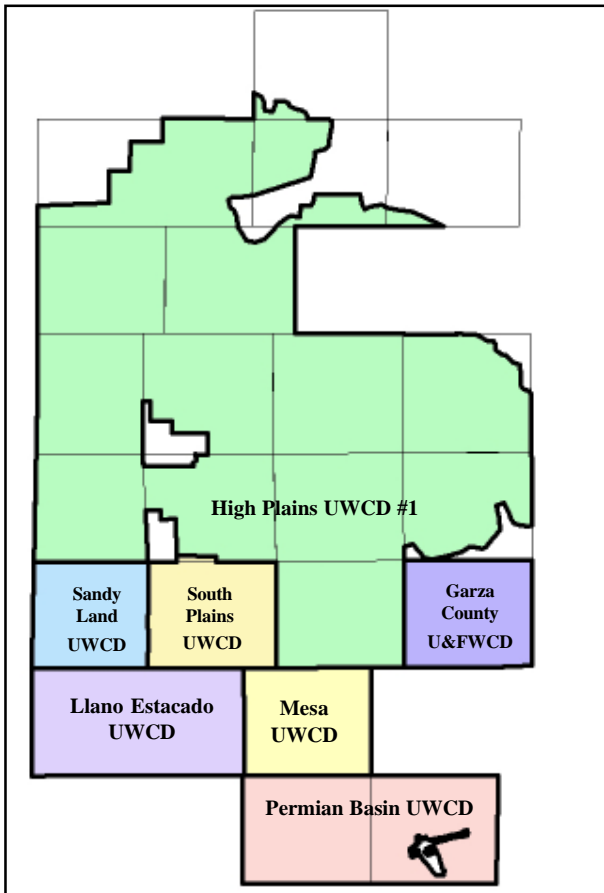 High Plains UWCD #1
Sandy
Land
UWCD
South
Plains
UWCD
Garza
County
U&FWCD
Llano Estacado
UWCD
Mesa
UWCD
Permian Basin UWCD